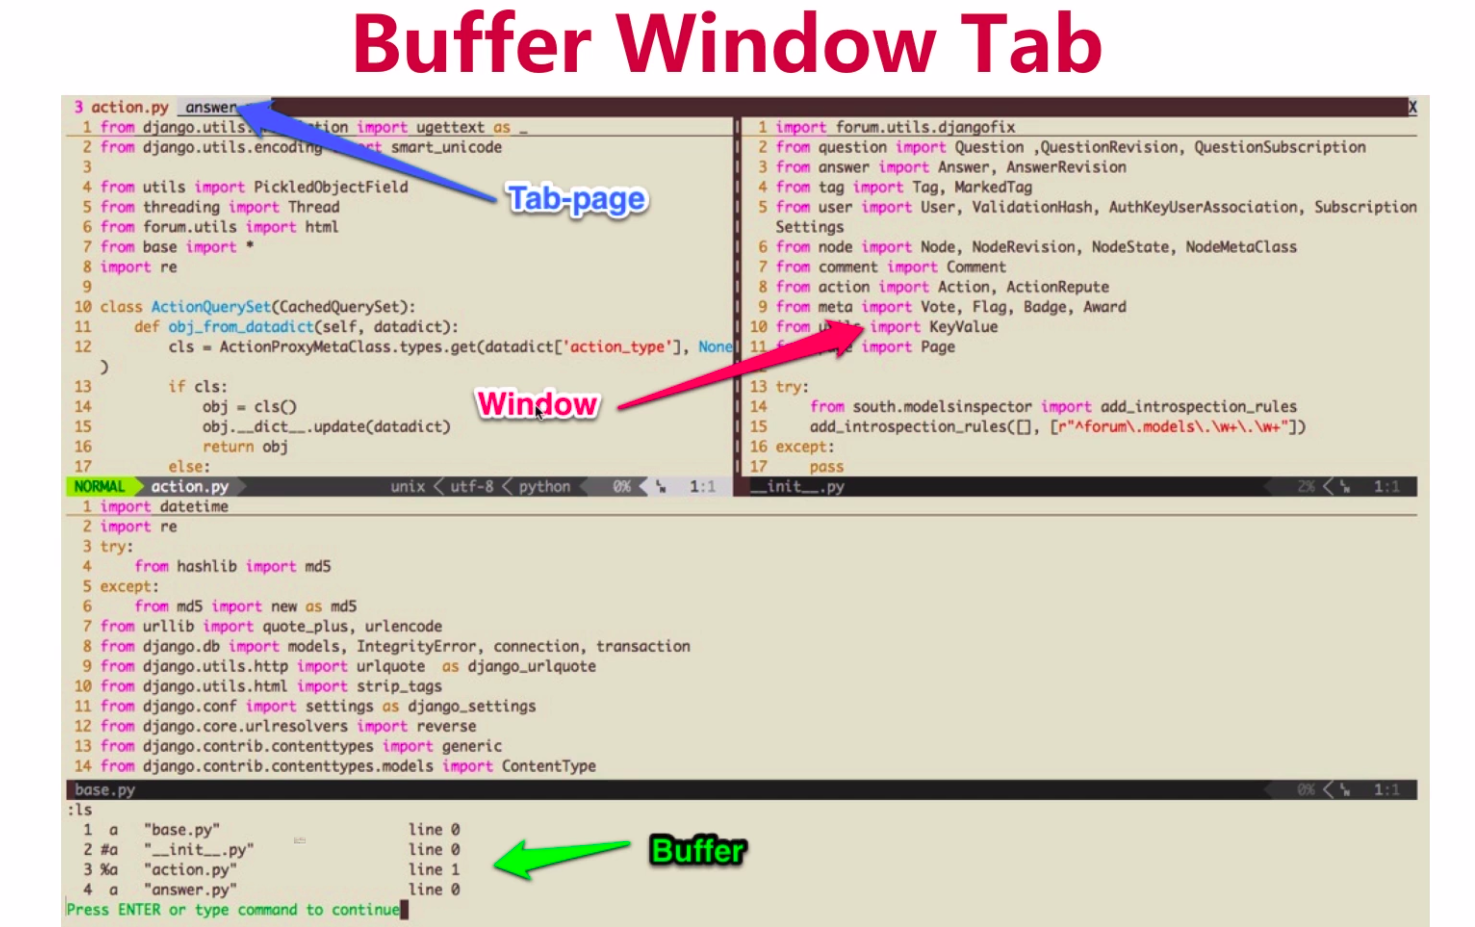 Buffer Window Tab
3 action.py answer X
1 from django.utils. import ugettext as _
2 from django.utils.encoding smart_unicode
3
4 from utils import PickledObjectField
5 from threading import Thread
6 from forum.utils import html
7 from base import *
8 import re
9
10 class ActionQuerySet(CachedQuerySet):
11 def obj_from_datadict(self, datadict):
12 cls = ActionProxyMetaClass.types.get(datadict['action_type'], None
)
13 if cls:
14 obj = cls()
15 obj.__dict__.update(datadict)
16 return obj
17 else:
NORMAL action.py unix < utf-8 < python 0% 1:1
Tab-page
Window
1 import forum.utils.djangofix
2 from question import Question ,QuestionRevision, QuestionSubscription
3 from answer import Answer, AnswerRevision
4 from tag import Tag, MarkedTag
5 from user import User, ValidationHash, AuthKeyUserAssociation, Subscription
Settings
6 from node import Node, NodeRevision, NodeState, NodeMetaClass
7 from comment import Comment
8 from action import Action, ActionRepute
9 from meta import Vote, Flag, Badge, Award
10 from import KeyValue
11 import Page
13 try:
14 from south.modelsinspector import add_introspection_rules
15 add_introspection_rules([], [r"^forum\.models\.\w+\.\w+"])
16 except:
17 pass
__init__.py 2% 1:1
1 import datetime
2 import re
3 try:
4 from hashlib import md5
5 except:
6 from md5 import new as md5
7 from urllib import quote_plus, urlencode
8 from django.db import models, IntegrityError, connection, transaction
9 from django.utils.http import urlquote as django_urlquote
10 from django.utils.html import strip_tags
11 from django.conf import settings as django_settings
12 from django.core.urlresolvers import reverse
13 from django.contrib.contenttypes import generic
14 from django.contrib.contenttypes.models import ContentType
base.py 0% 1:1
:ls
1 a "base.py" line 0
2 #a "__init__.py" line 0
3 %a "action.py" line 1
4 a "answer.py" line 0
Press ENTER or type command to continue
Buffer